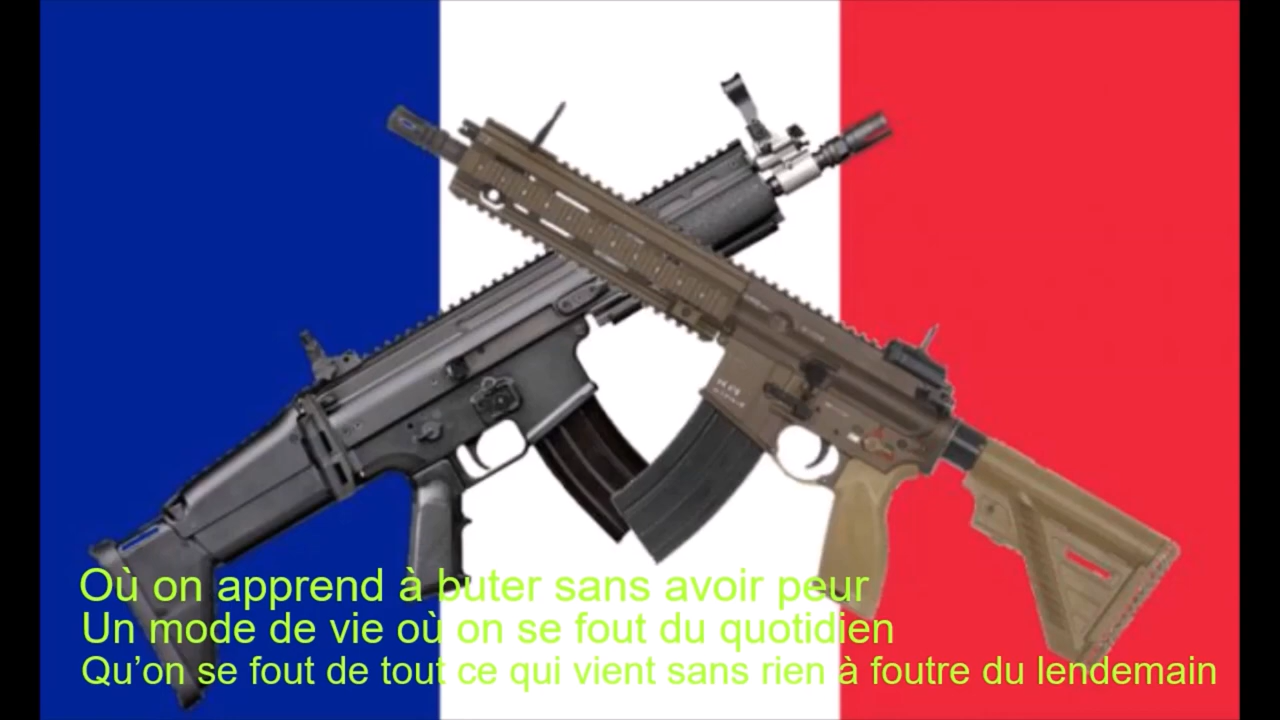 Où on apprend à buter sans avoir peur
Un mode de vie où on se fout du quotidien
Qu’on se fout de tout ce qui vient sans rien à foutre du lendemain